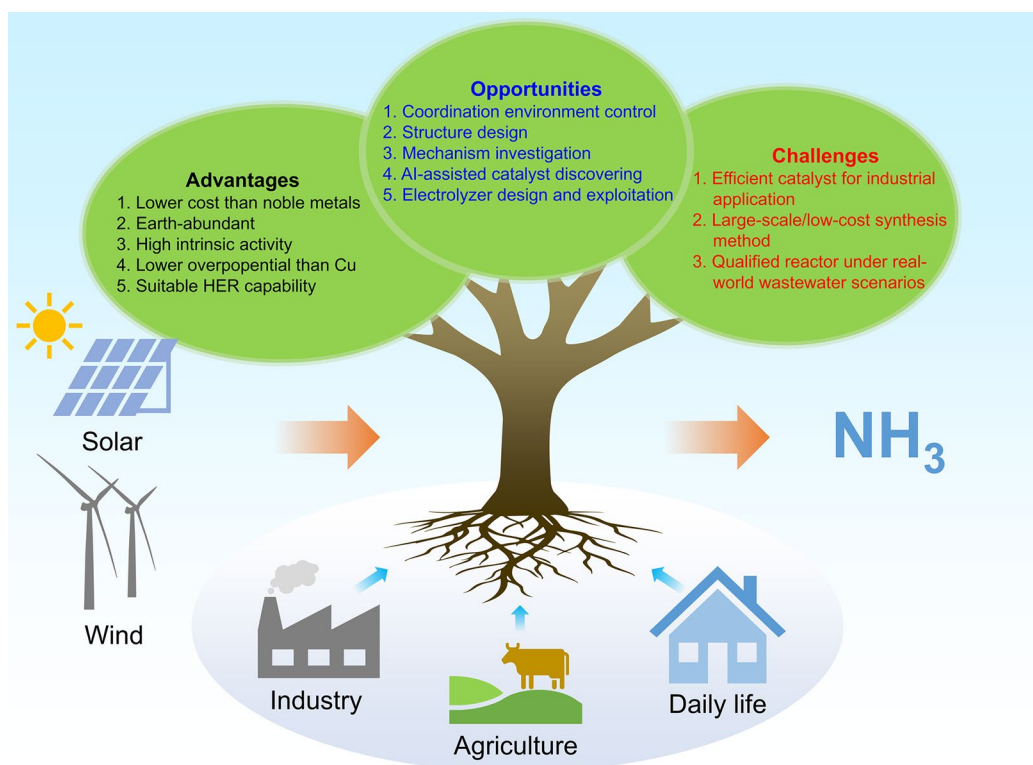 Opportunities
1. Coordination environment control
2. Structure design
3. Mechanism investigation
4. AI-assisted catalyst discovering
5. Electrolyzer design and exploitation
Advantages
1. Lower cost than noble metals
2. Earth-abundant
3. High intrinsic activity
4. Lower overpopential than Cu
5. Suitable HER capability
Challenges
1. Efficient catalyst for industrial
application
2. Large-scale/low-cost synthesis
method
3. Qualified reactor under real-
world wastewater scenarios
Solar
NH3
Wind
Industry
Agriculture
Daily life